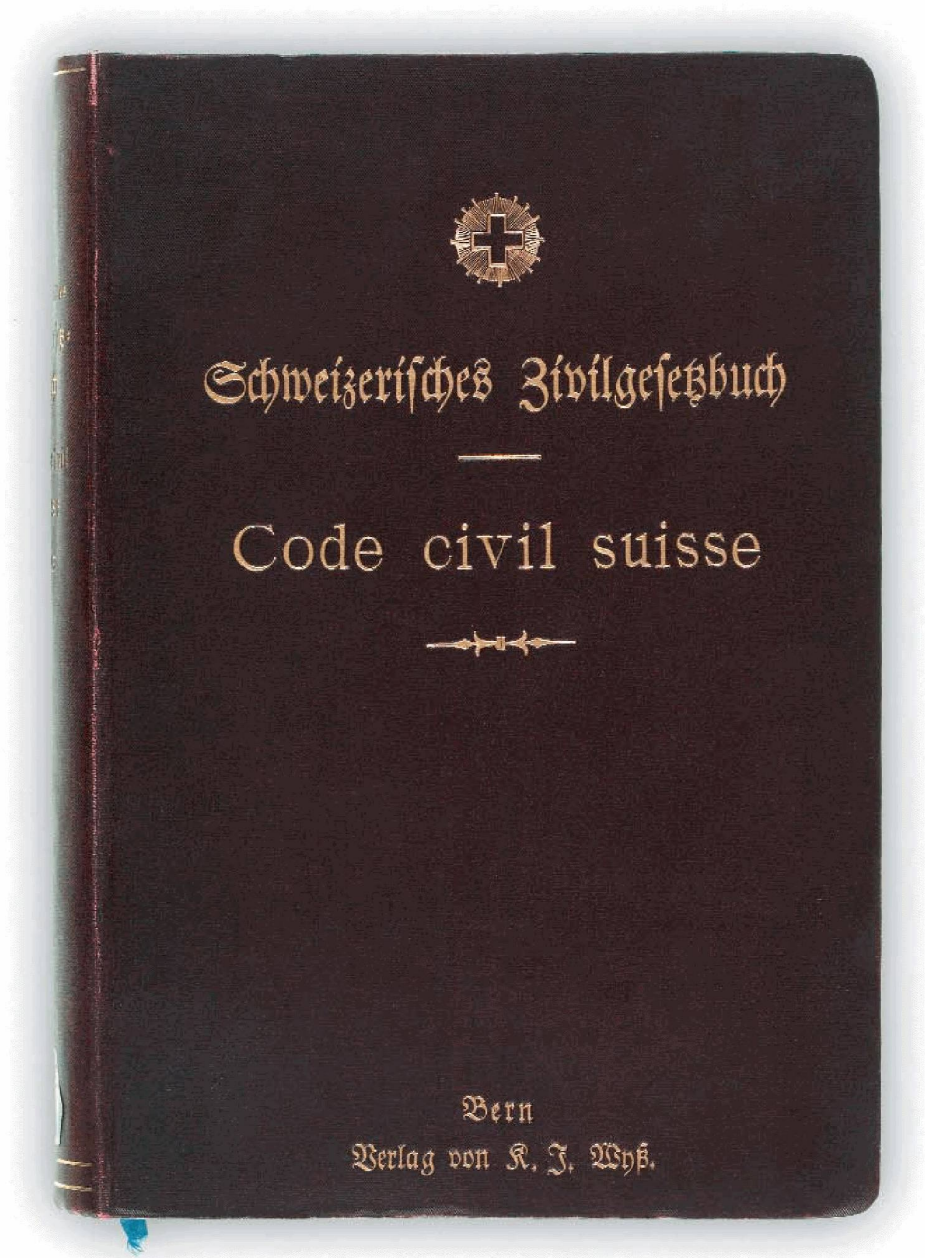 Schweizerisches Zivilgesetzbuch
Code civil suisse
Bern
Verlag von K. J. Wyß.